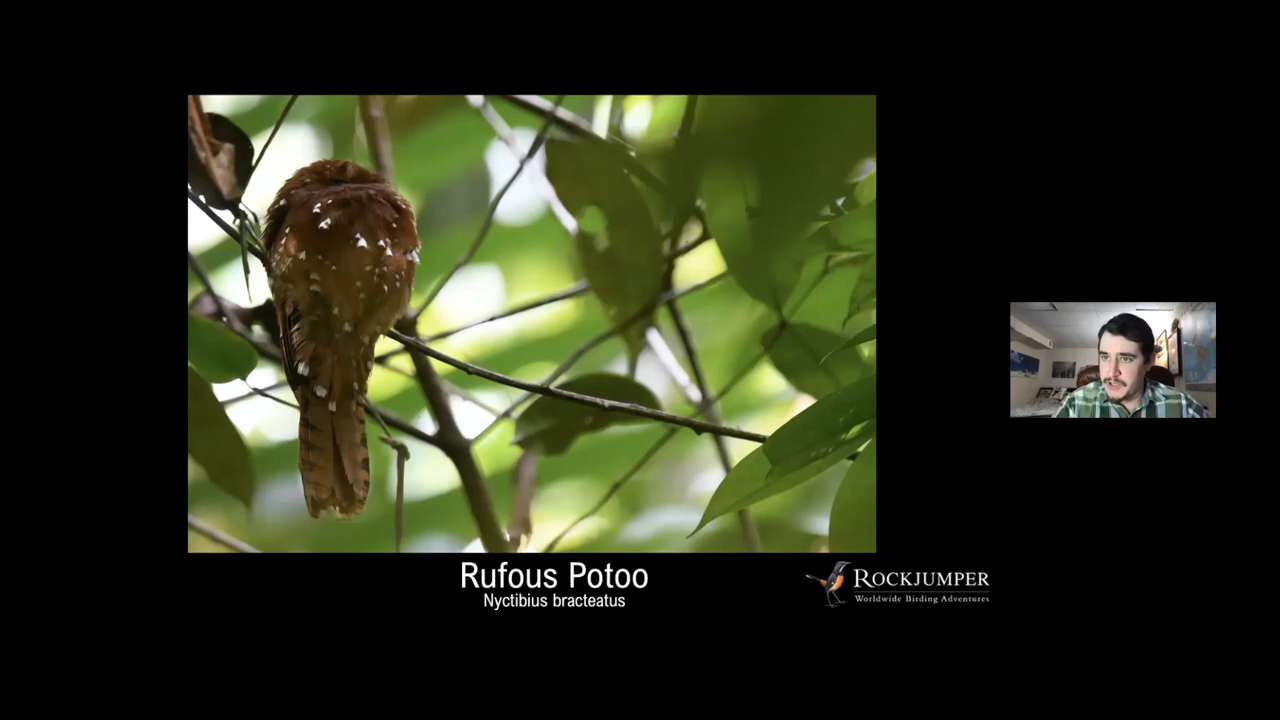 Rufous Potoo
Nyctibius bracteatus
ROCKJUMPER
Worldwide Birding Adventures